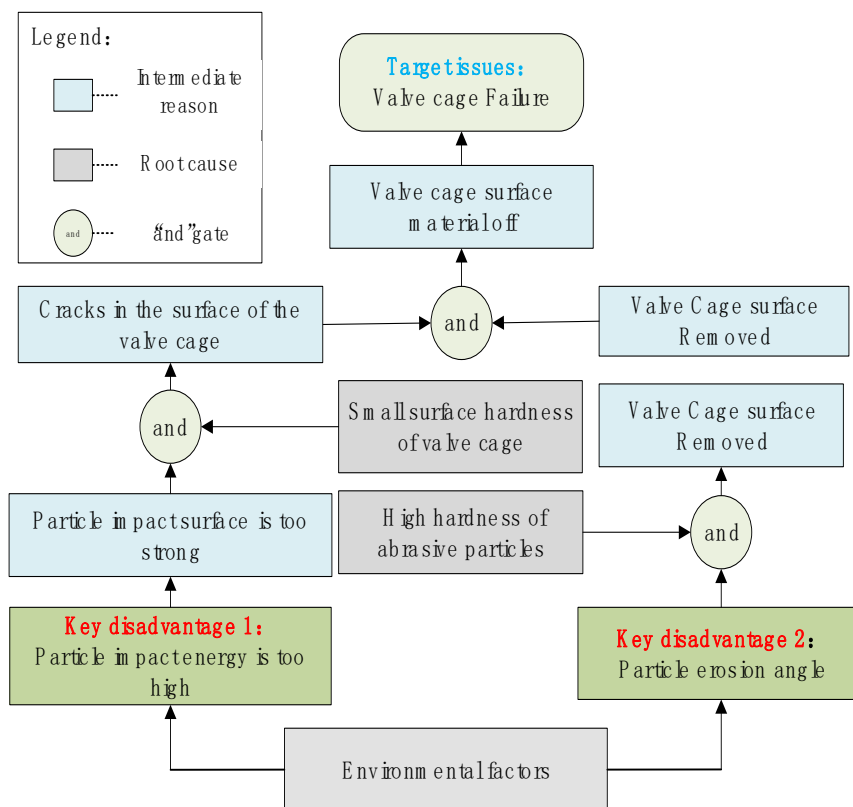 Legend:
Intermediate
reason
Root cause
and
“and” gate
Target issues:
Valve cage Failure
Valve cage surface
material off
Cracks in the surface of the
valve cage
and
Valve Cage surface
Removed
and
Small surface hardness
of valve cage
Valve Cage surface
Removed
Particle impact surface is too
strong
High hardness of
abrasive particles
and
Key disadvantage 1:
Particle impact energy is too
high
Key disadvantage 2:
Particle erosion angle
Environmental factors